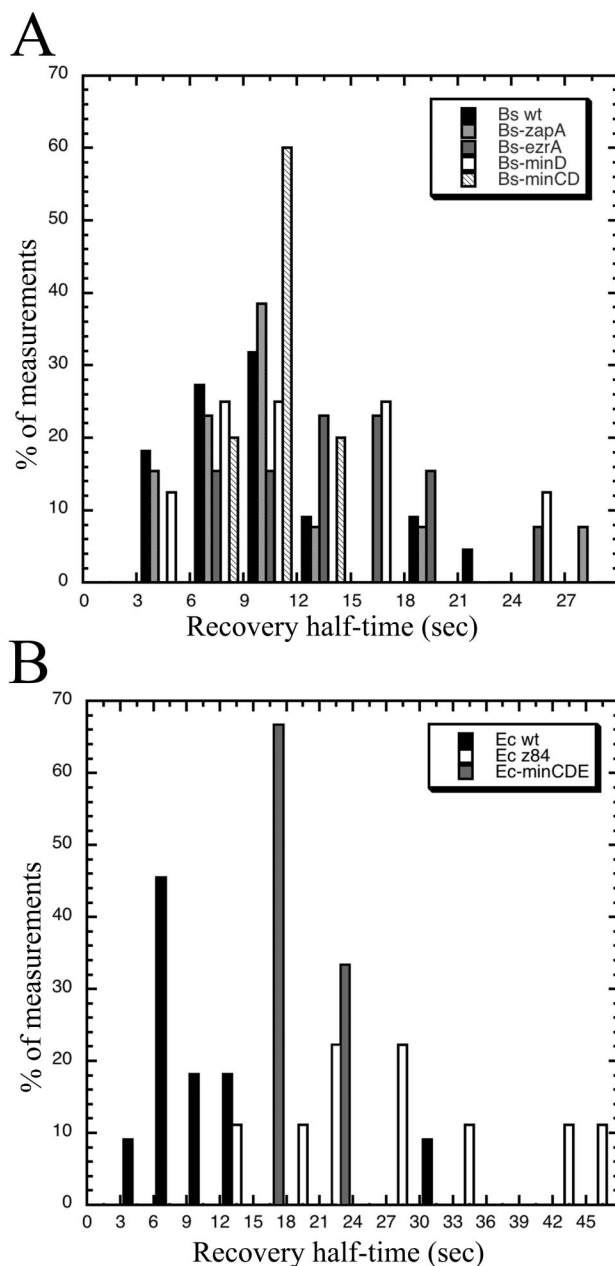 A
70
60
50
40
30
20
10
0
% of measurements
Bs wt
Bs-zapA
Bs-ezrA
Bs-minD
Bs-minCD
0 3 6 9 12 15 18 21 24 27
Recovery half-time (sec)
B
70
60
50
40
30
20
10
0
% of measurements
Ec wt
Ec z84
Ec-minCDE
0 3 6 9 12 15 18 21 24 27 30 33 36 39 42 45
Recovery half-time (sec)